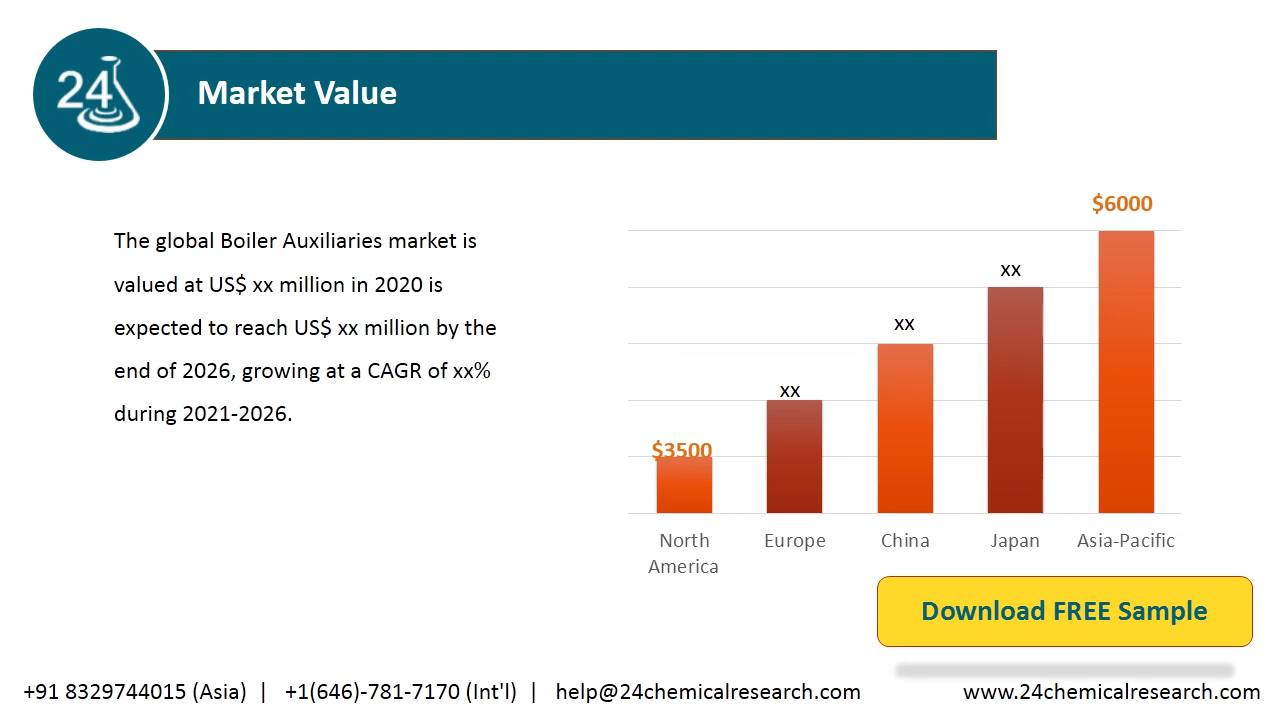 24
Market Value
The global Boiler Auxiliaries market is
valued at US$ xx million in 2020 is
expected to reach US$ xx million by the
end of 2026, growing at a CAGR of xx%
during 2021-2026.
$6000
xx
xx
xx
$3500
North
America
Europe
China
Japan
Asia-Pacific
Download FREE Sample
+91 8329744015 (Asia) | +1(646)-781-7170 (Int'l) | help@24chemicalresearch.com
www.24chemicalresearch.com